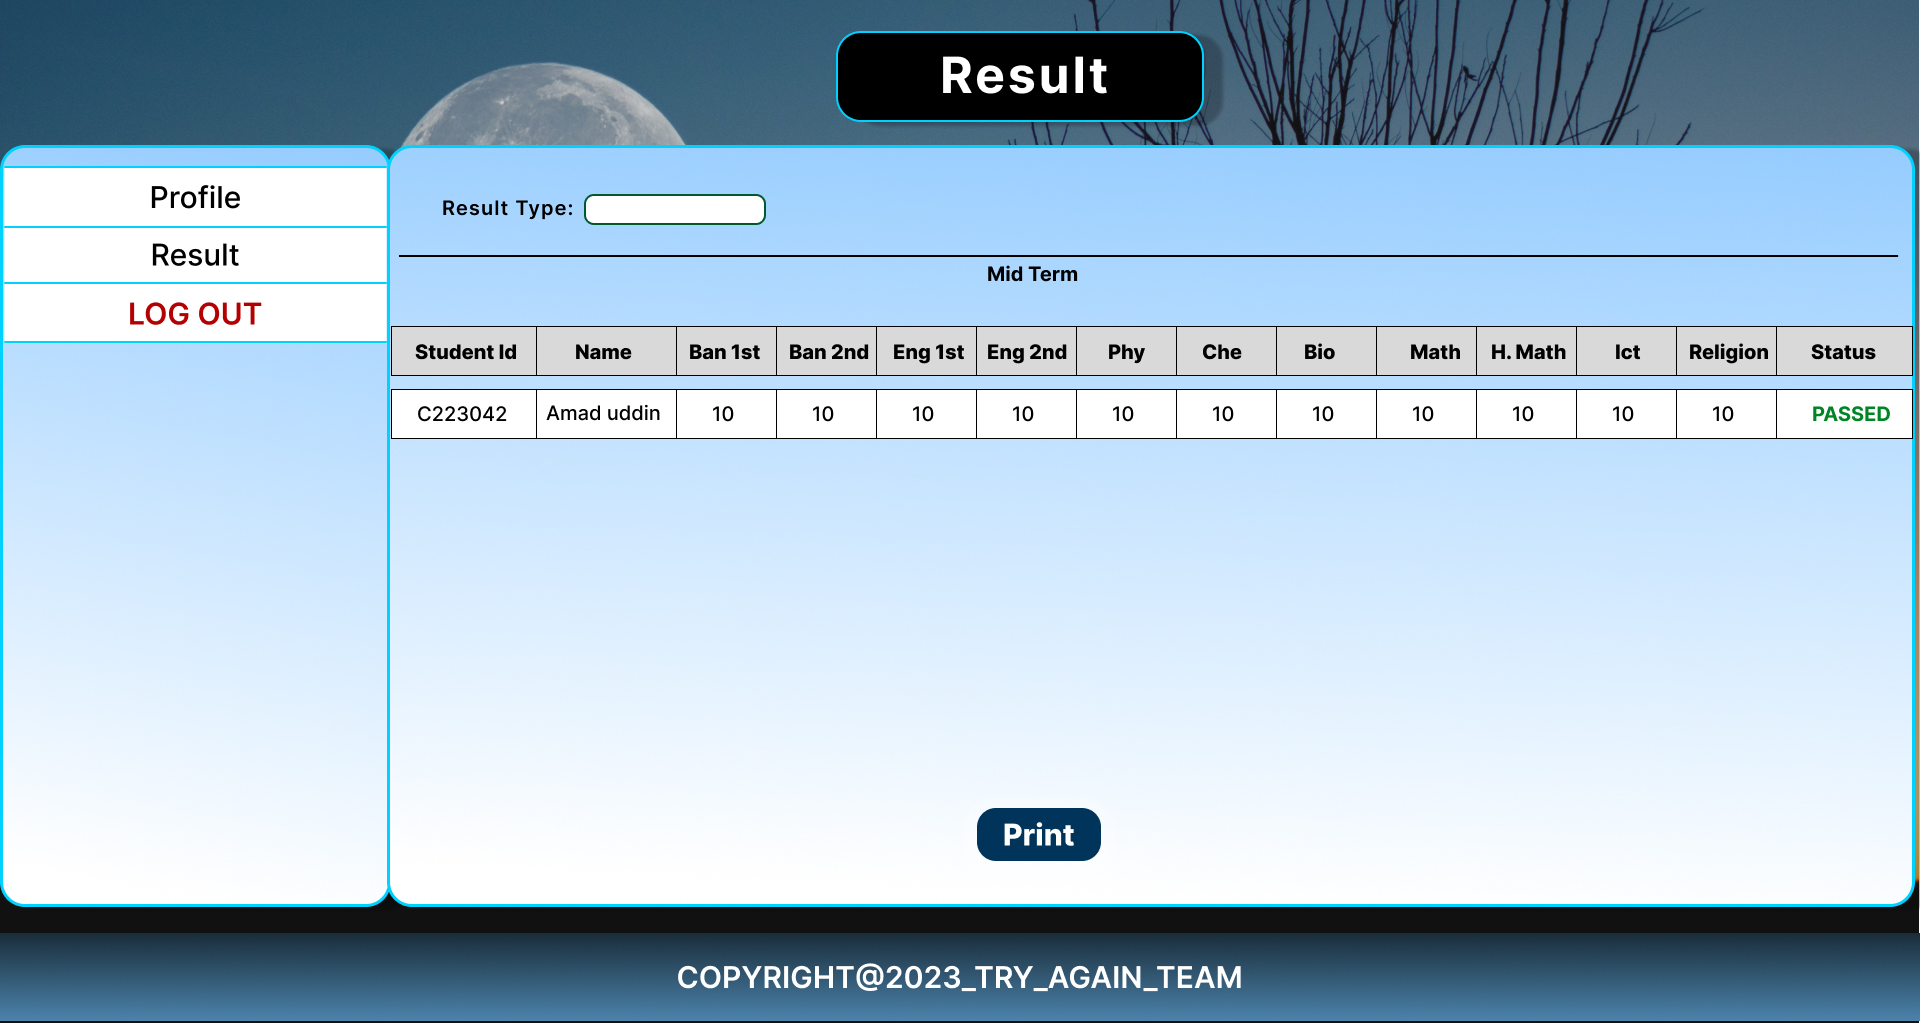 Result
Profile
Result
LOG OUT
Result Type:
Mid Term
Student Id Name Ban 1st Ban 2nd Eng 1st Eng 2nd Phy Che Bio Math H. Math Ict Religion Status
C223042 Amad uddin 10 10 10 10 10 10 10 10 10 10 10 PASSED
Print
COPYRIGHT@2023_TRY_AGAIN_TEAM